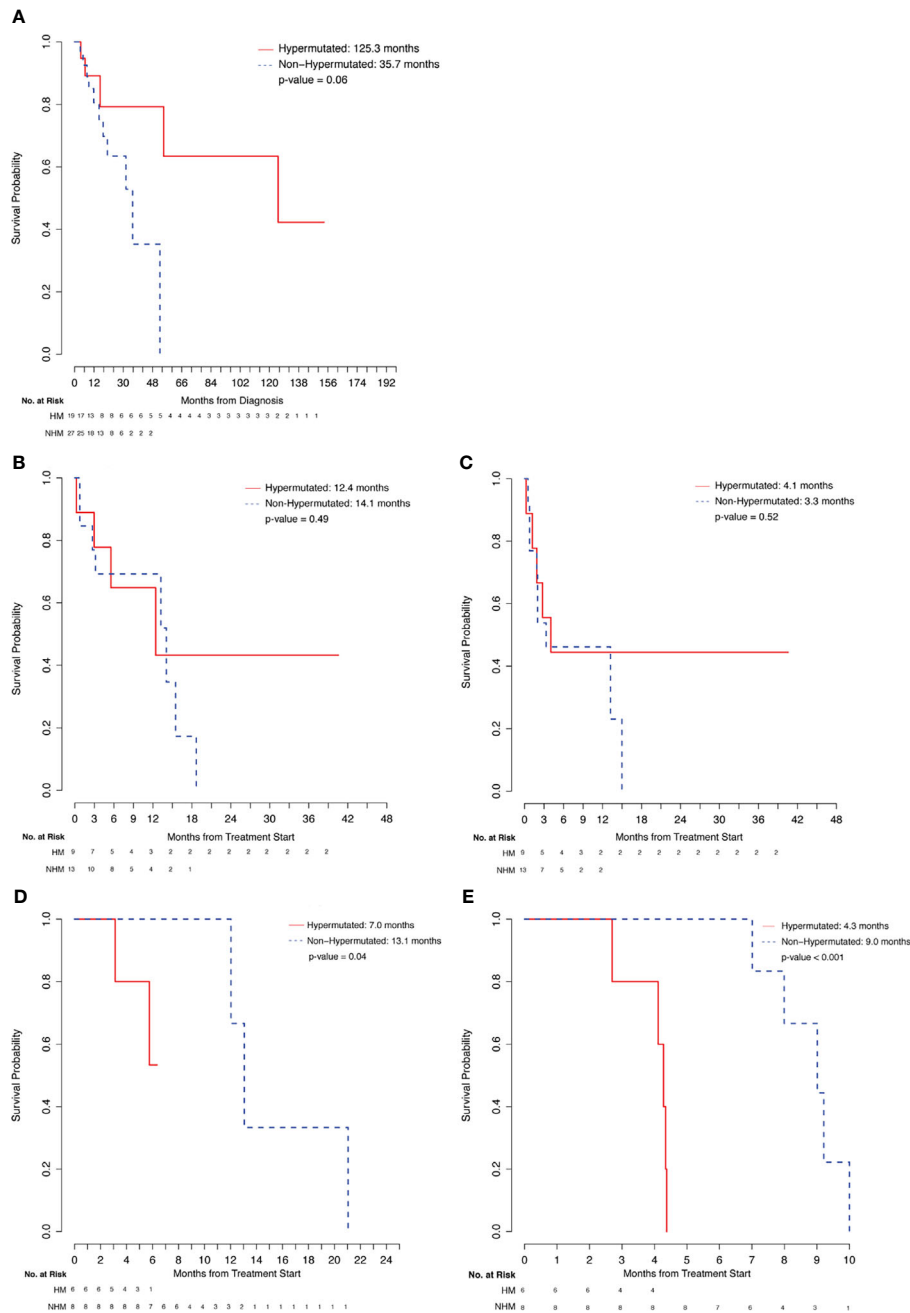 A
Hypermutated: 125.3 months
Non-Hypermutated: 35.7 months
p-value = 0.06
Survival Probability
1.0
0.8
0.6
0.4
0.2
0.0
0 12 30 48 66 84 102 120 138 156 174 192
No. at Risk
Months from Diagnosis
HM 19 17 13 8 8 6 6 6 5 5 4 4 4 4 3 3 3 3 3 3 3 2 2 1 1 1
NHM 27 25 18 13 8 6 2 2 2
B
Hypermutated: 12.4 months
Non-Hypermutated: 14.1 months
p-value = 0.49
Survival Probability
1.0
0.8
0.6
0.4
0.2
0.0
0 3 6 9 12 18 24 30 36 42 48
No. at Risk
Months from Treatment Start
HM 9 7 5 4 3 2 2 2 2 2 2 2 2 2
NHM 13 10 8 5 4 2 1
C
Hypermutated: 4.1 months
Non-Hypermutated: 3.3 months
p-value = 0.52
Survival Probability
1.0
0.8
0.6
0.4
0.2
0.0
0 3 6 9 12 18 24 30 36 42 48
No. at Risk
Months from Treatment Start
HM 9 5 4 3 2 2 2 2 2 2 2 2 2 2
NHM 13 7 5 2 2
D
Hypermutated: 7.0 months
Non-Hypermutated: 13.1 months
p-value = 0.04
Survival Probability
1.0
0.8
0.6
0.4
0.2
0.0
0 2 4 6 8 10 12 14 16 18 20 22 24
No. at Risk
Months from Treatment Start
HM 6 6 6 5 4 3 1
NHM 8 8 8 8 8 8 7 6 6 4 4 3 3 2 1 1 1 1 1 1 1 1
E
Hypermutated: 4.3 months
Non-Hypermutated: 9.0 months
p-value < 0.001
Survival Probability
1.0
0.8
0.6
0.4
0.2
0.0
0 1 2 3 4 5 6 7 8 9 10
No. at Risk
Months from Treatment Start
HM 6 6 6 4 4
NHM 8 8 8 8 8 8 7 6 4 3 1